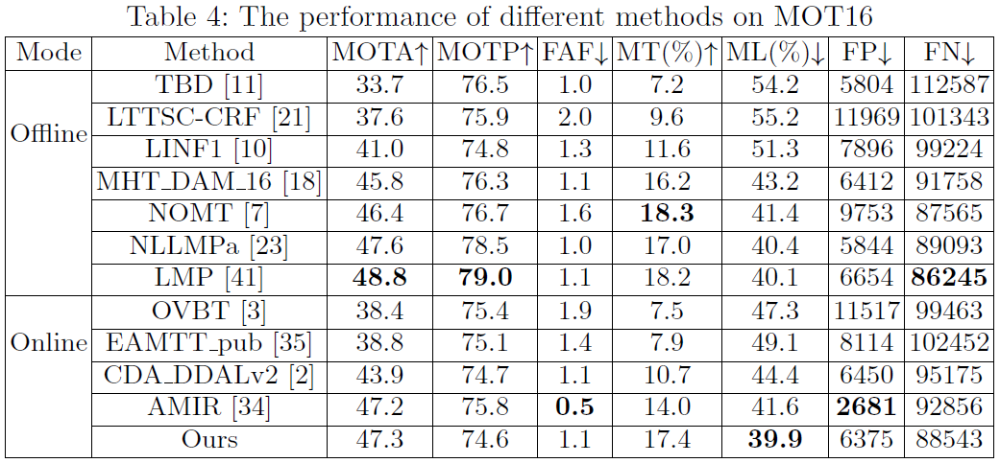 Table 4: The performance of different methods on MOT16
Mode Method MOTA↑ MOTP↑ FAF↓ MT(%)↑ ML(%)↓ FP↓ FN↓
Offline
TBD [11] 33.7 76.5 1.0 7.2 54.2 5804 112587
LTTSC-CRF [21] 37.6 75.9 2.0 9.6 55.2 11969 101343
LINF1 [10] 41.0 74.8 1.3 11.6 51.3 7896 99224
MHT_DAM_16 [18] 45.8 76.3 1.1 16.2 43.2 6412 91758
NOMT [7] 46.4 76.7 1.6 18.3 41.4 9753 87565
NLLMPa [23] 47.6 78.5 1.0 17.0 40.4 5844 89093
LMP [41] 48.8 79.0 1.1 18.2 40.1 6654 86245
Online
OVBT [3] 38.4 75.4 1.9 7.5 47.3 11517 99463
EAMTT_pub [35] 38.8 75.1 1.4 7.9 49.1 8114 102452
CDA_DDALv2 [2] 43.9 74.7 1.1 10.7 44.4 6450 95175
AMIR [34] 47.2 75.8 0.5 14.0 41.6 2681 92856
Ours 47.3 74.6 1.1 17.4 39.9 6375 88543